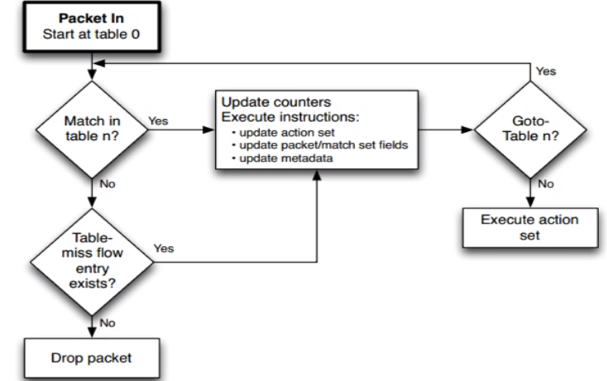 Packet In
Start at table 0
Yes
Match in
table n?
Yes
Update counters
Execute instructions:
• update action set
• update packet/match set fields
• update metadata
Goto-
Table n?
No
No
Execute action
set
Table-
miss flow
entry
exists?
Yes
No
Drop packet